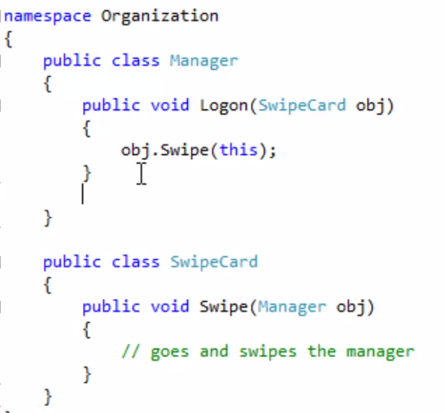 namespace Organization
{
public class Manager
{
public void Logon(SwipeCard obj)
{
obj.Swipe(this);
}
}
public class SwipeCard
{
public void Swipe(Manager obj)
{
// goes and swipes the manager
}
}